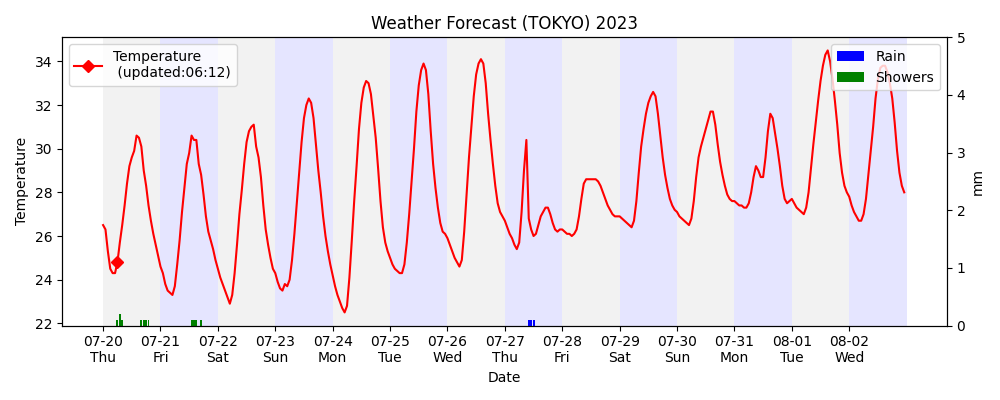 Weather Forecast (TOKYO) 2023
Temperature
(updated:06:12)
Rain
Showers
Temperature
34
32
30
28
26
24
22
5
4
3
2
1
0
mm
07-20 07-21 07-22 07-23 07-24 07-25 07-26 07-27 07-28 07-29 07-30 07-31 08-01 08-02
Thu Fri Sat Sun Mon Tue Wed Thu Fri Sat Sun Mon Tue Wed
Date